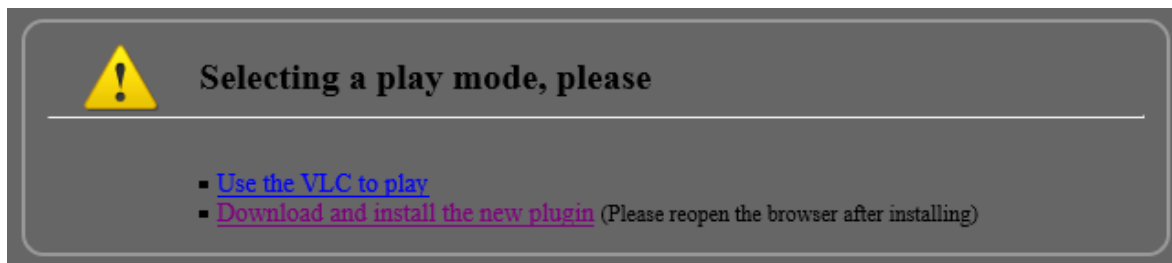 Selecting a play mode, please
Use the VLC to play
Download and install the new plugin (Please reopen the browser after installing)